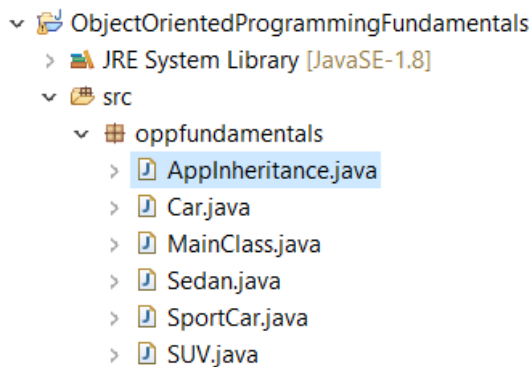 ObjectOrientedProgrammingFundamentals
JRE System Library [JavaSE-1.8]
src
oppfundamentals
AppInheritance.java
Car.java
MainClass.java
Sedan.java
SportCar.java
SUV.java